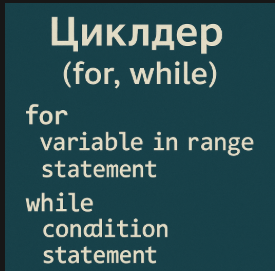 Циклдер
(for, while)
for
variable in range
statement
while
condition
statement